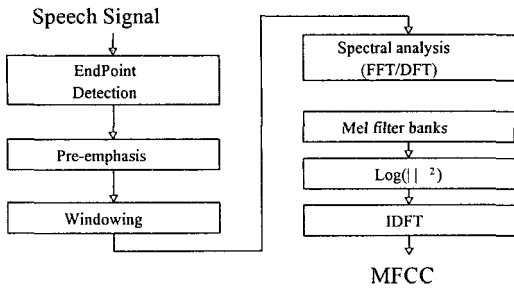 Speech Signal
EndPoint
Detection
Pre-emphasis
Windowing
Spectral analysis
(FFT/DFT)
Mel filter banks
Log(|| ²)
IDFT
MFCC